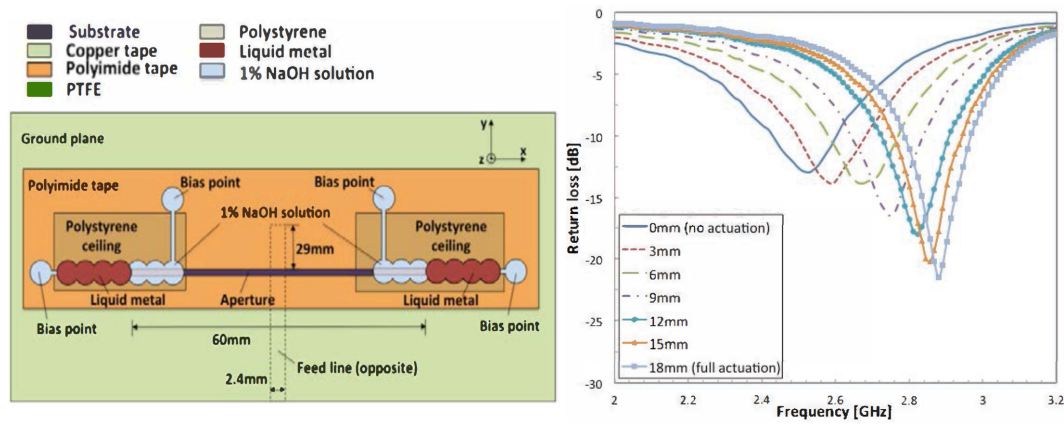 Substrate
Copper tape
Polyimide tape
PTFE
Polystyrene
Liquid metal
1% NaOH solution
Ground plane
y
x
z
Polyimide tape
Bias point
Bias point
1% NaOH solution
Polystyrene
ceiling
29mm
Polystyrene
ceiling
Liquid metal
Aperture
Liquid metal
Bias point
Bias point
60mm
Feed line (opposite)
2.4mm
Return loss [dB]
0
-5
-10
-15
-20
-25
-30
0mm (no actuation)
3mm
6mm
9mm
12mm
15mm
18mm (full actuation)
2 2.2 2.4 2.6 2.8 3 3.2
Frequency [GHz]